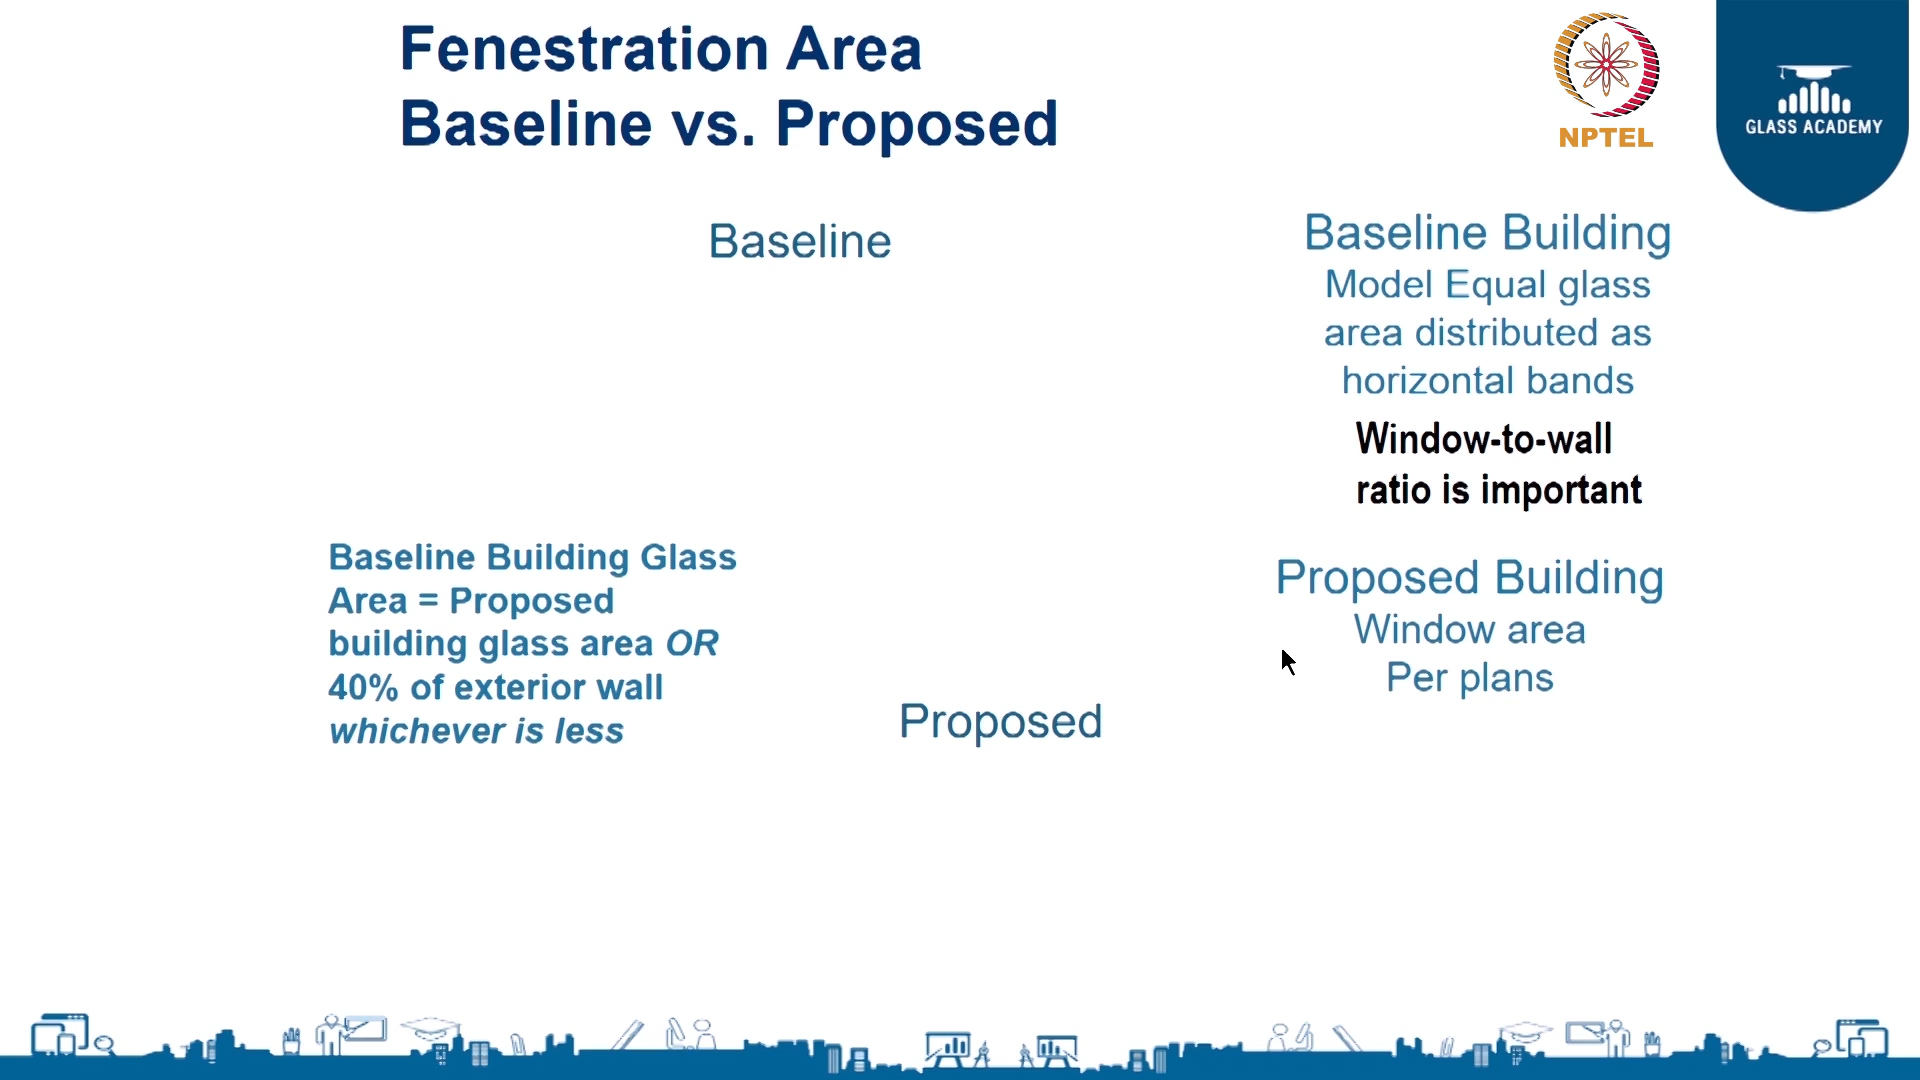 Fenestration Area
Baseline vs. Proposed
NPTEL
GLASS ACADEMY
Baseline
Baseline Building
Model Equal glass
area distributed as
horizontal bands
Window-to-wall
ratio is important
Baseline Building Glass
Area = Proposed
building glass area OR
40% of exterior wall
whichever is less
Proposed
Proposed Building
Window area
Per plans